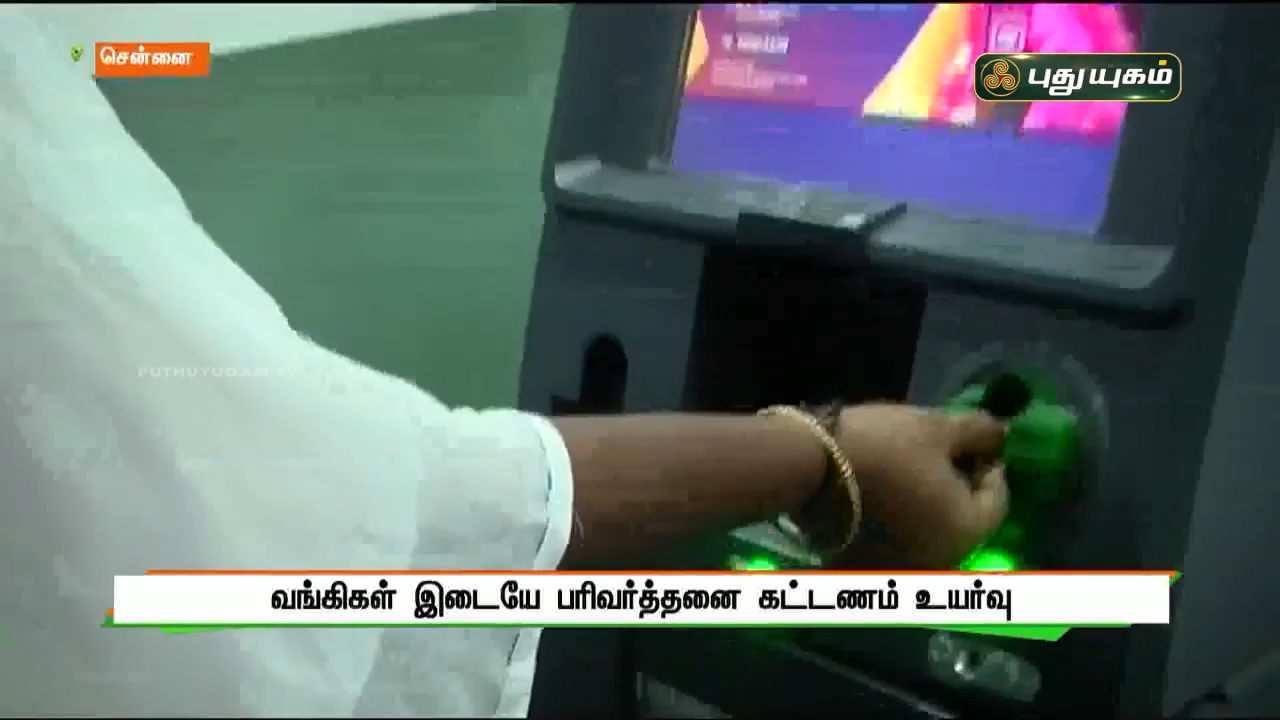 சென்னை
புதுயுகம்
PUTHUYUGAM TV
வங்கிகள் இடையே பரிவர்த்தனை கட்டணம் உயர்வு